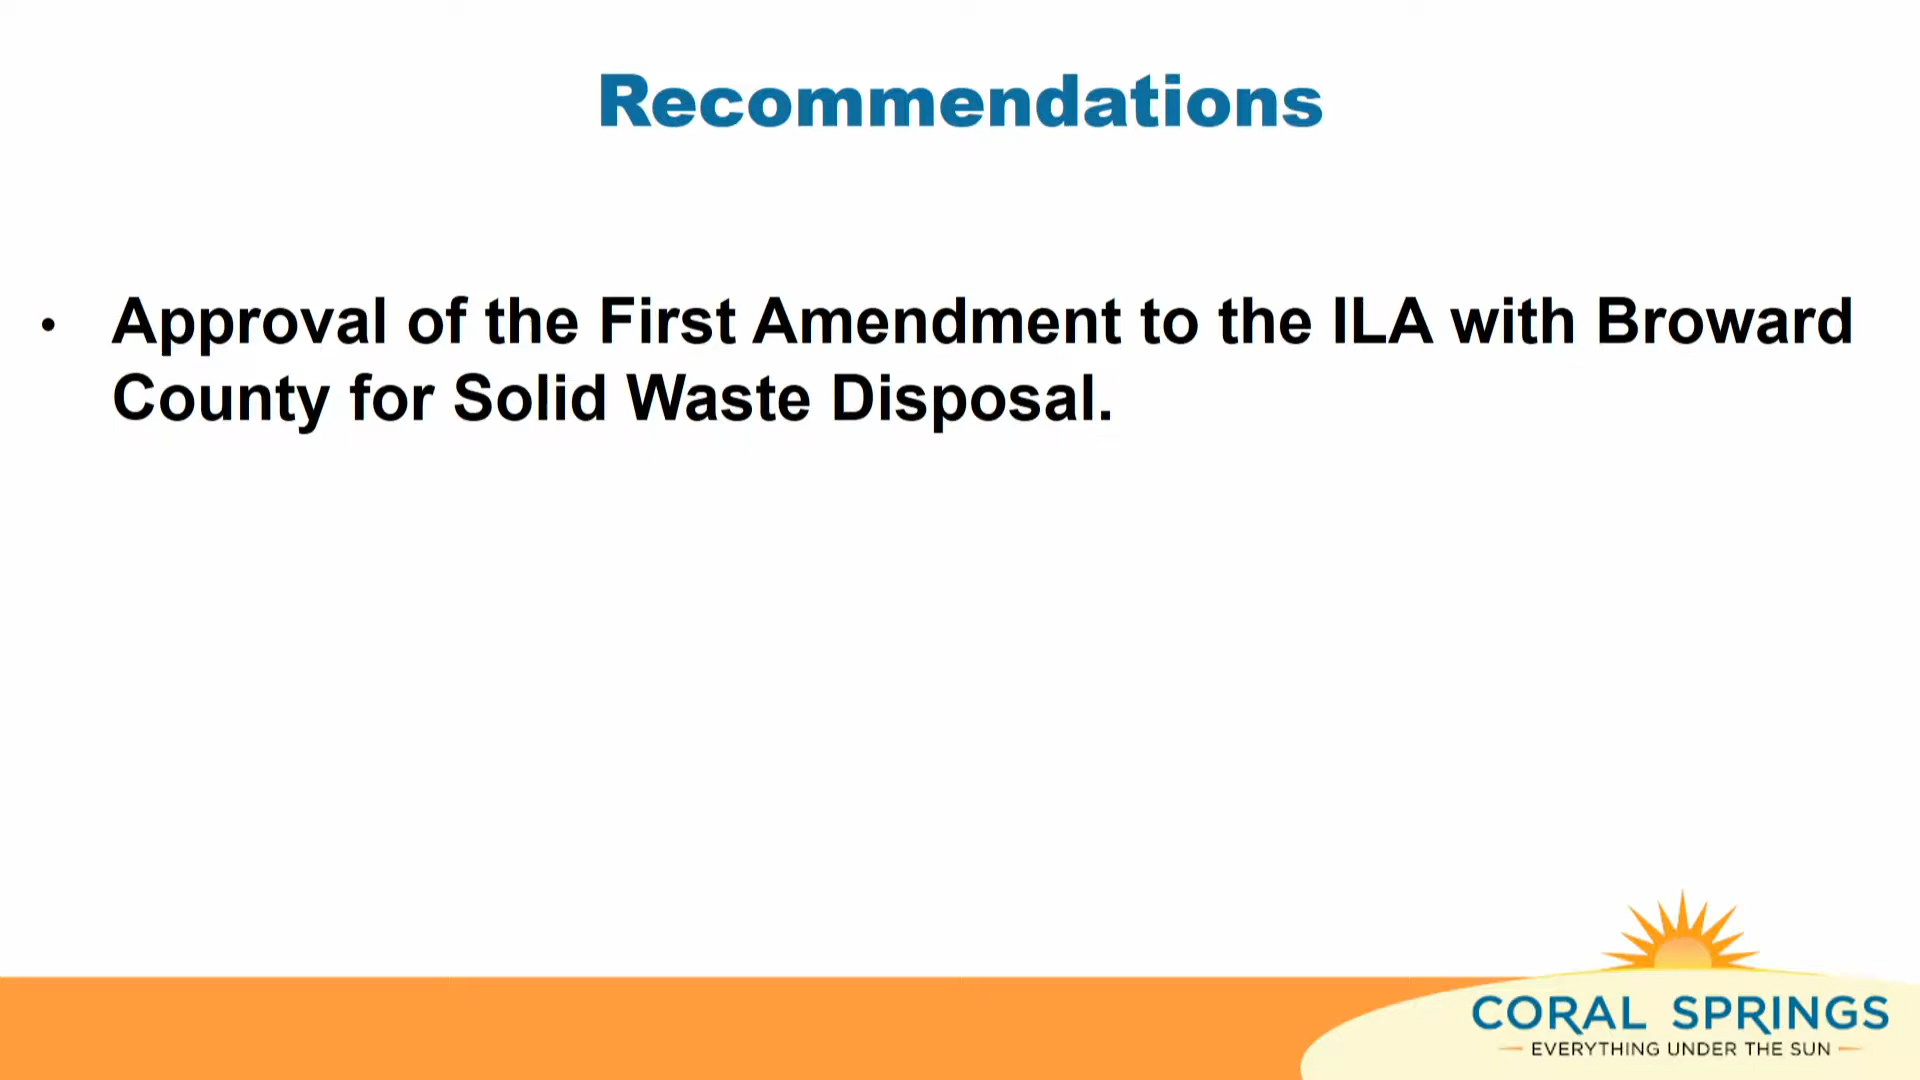 Recommendations
• Approval of the First Amendment to the ILA with Broward
County for Solid Waste Disposal.
CORAL SPRINGS
EVERYTHING UNDER THE SUN